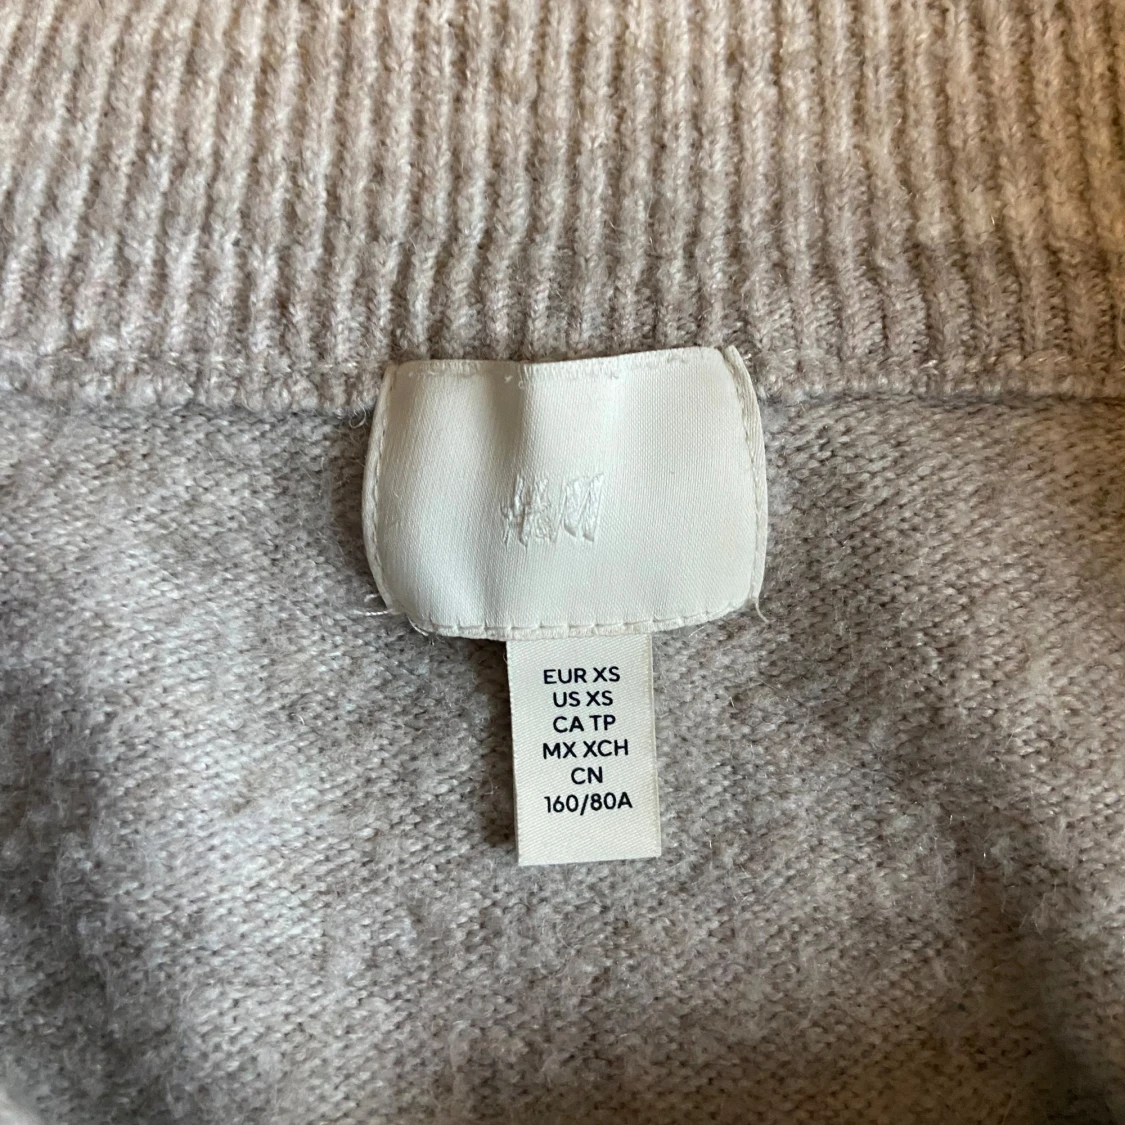 H&M
EUR XS
US XS
CA TP
MX XCH
CN
160/80A